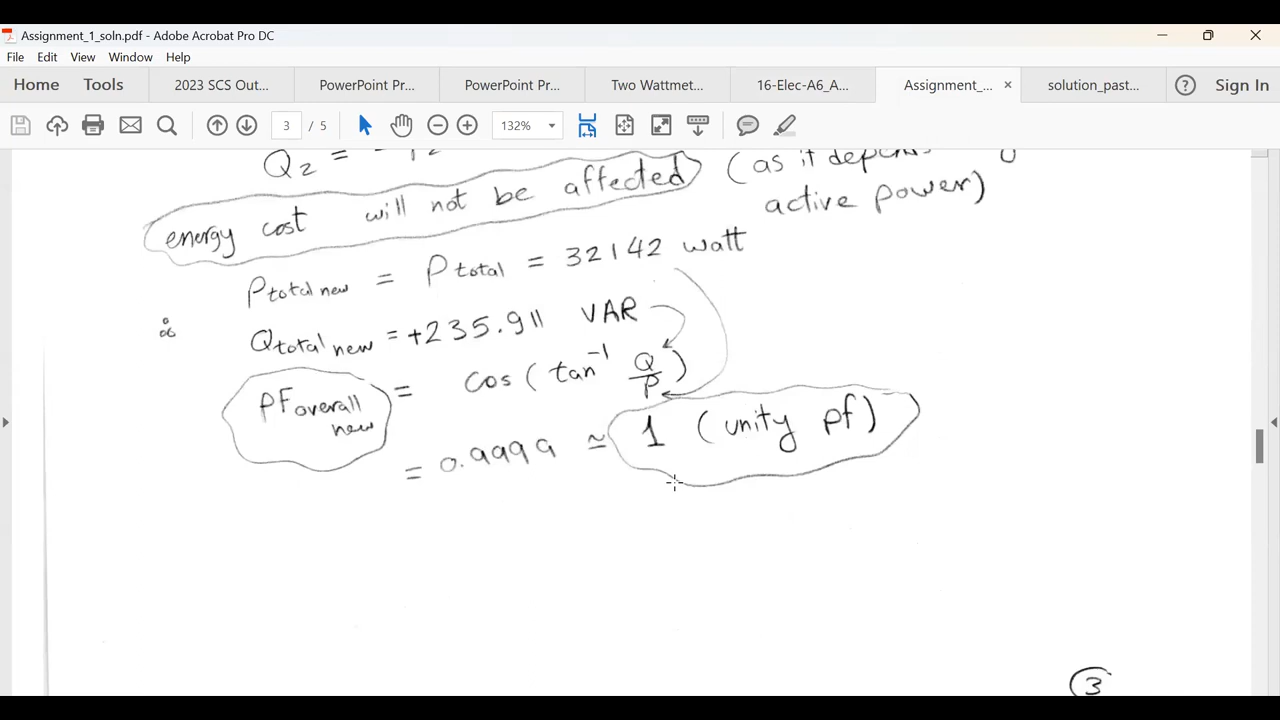 Assignment_1_soln.pdf - Adobe Acrobat Pro DC
File Edit View Window Help
Home Tools 2023 SCS Out... PowerPoint Pr... PowerPoint Pr... Two Wattmet... 16-Elec-A6_A... Assignment_... × solution_past... ? Sign In
3 / 5 132%
Q2 =
energy cost will not be affected (as it depends
active power)
Ptotal new = Ptotal = 32142 watt
∴ Qtotal new = +235.911 VAR
PFoverall new = cos(tan⁻¹ Q/P)
= 0.9999 ≃ 1 (unity pf)
3